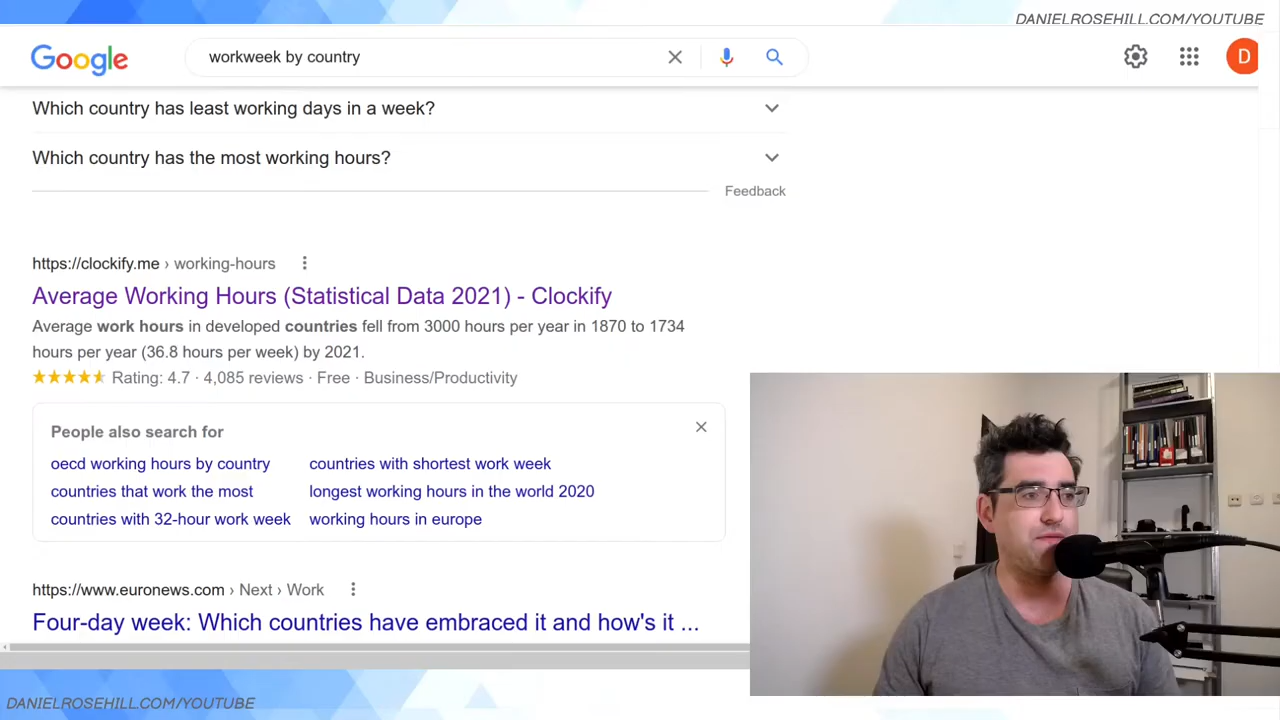 DANIELROSEHILL.COM/YOUTUBE
Google
workweek by country
D
Which country has least working days in a week?
Which country has the most working hours?
Feedback
https://clockify.me › working-hours
Average Working Hours (Statistical Data 2021) - Clockify
Average work hours in developed countries fell from 3000 hours per year in 1870 to 1734
hours per year (36.8 hours per week) by 2021.
Rating: 4.7 · 4,085 reviews · Free · Business/Productivity
People also search for
oecd working hours by country
countries with shortest work week
countries that work the most
longest working hours in the world 2020
countries with 32-hour work week
working hours in europe
https://www.euronews.com › Next › Work
Four-day week: Which countries have embraced it and how's it ...
DANIELROSEHILL.COM/YOUTUBE